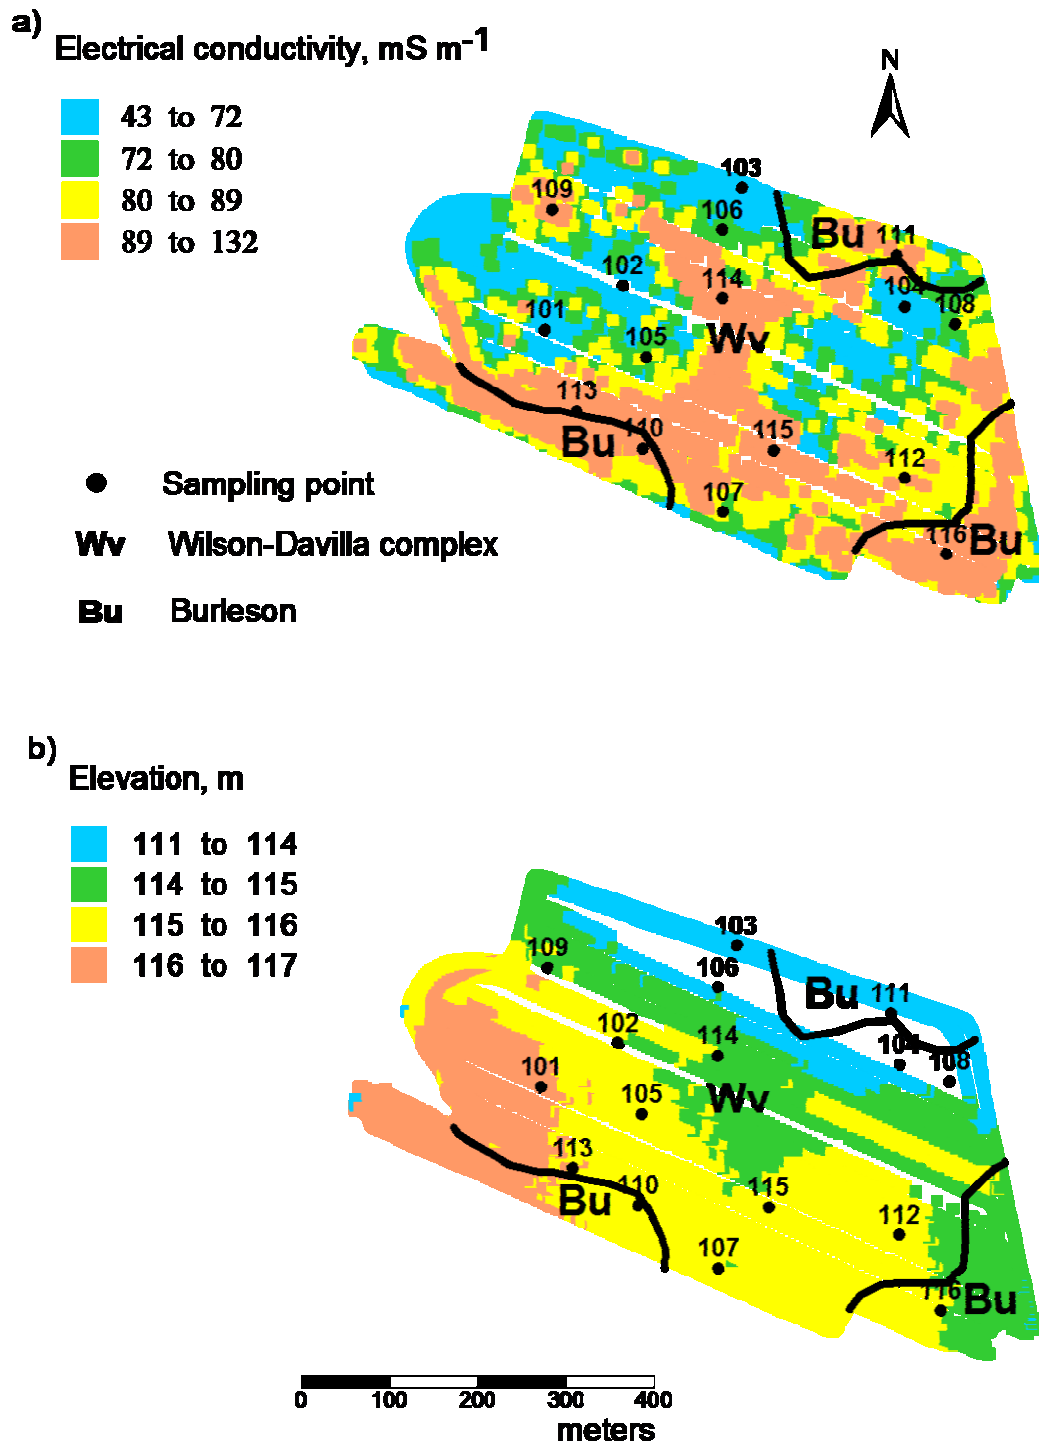 a)
Electrical conductivity, mS m-1
N
43 to 72
72 to 80
80 to 89
89 to 132
103
109
106
Bu
111
102
114
104
108
101
105
Wv
113
Bu
110
115
112
107
116
Bu
Sampling point
Wv Wilson-Davilla complex
Bu Burleson
b)
Elevation, m
111 to 114
114 to 115
115 to 116
116 to 117
103
109
106
Bu
111
102
114
104
108
101
105
Wv
113
Bu
110
115
112
107
116
Bu
0 100 200 300 400
meters